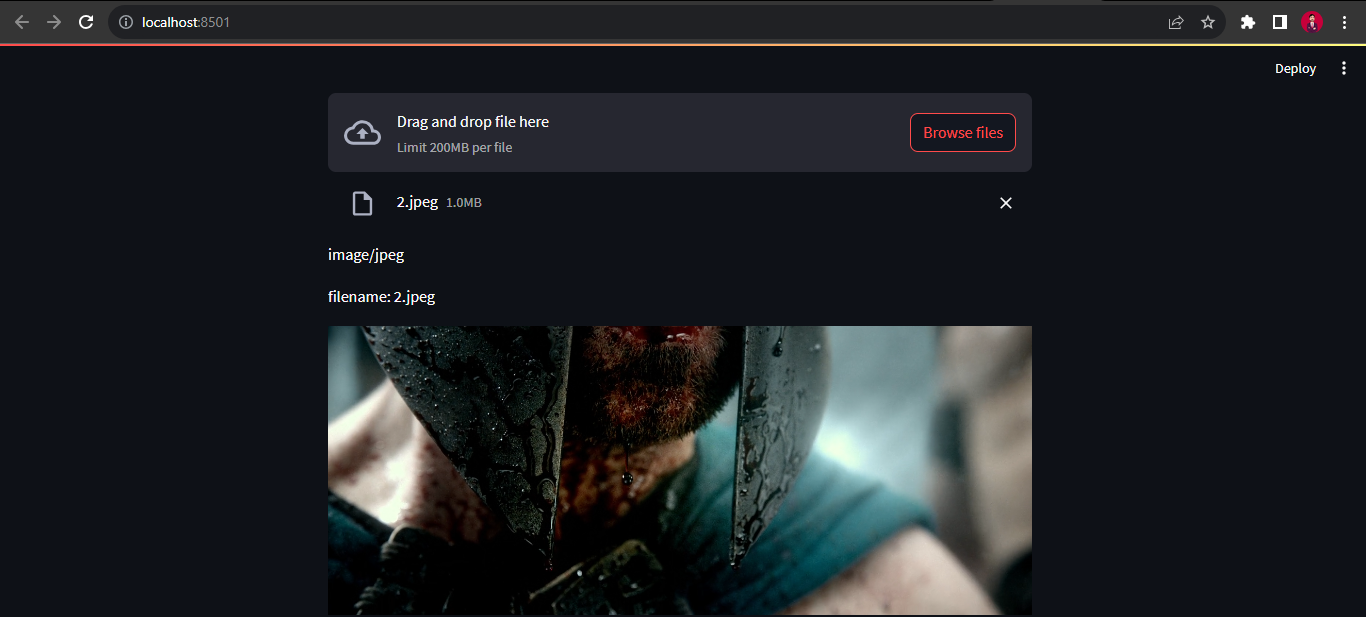 localhost:8501
Deploy
Drag and drop file here
Limit 200MB per file
Browse files
2.jpeg 1.0MB
image/jpeg
filename: 2.jpeg